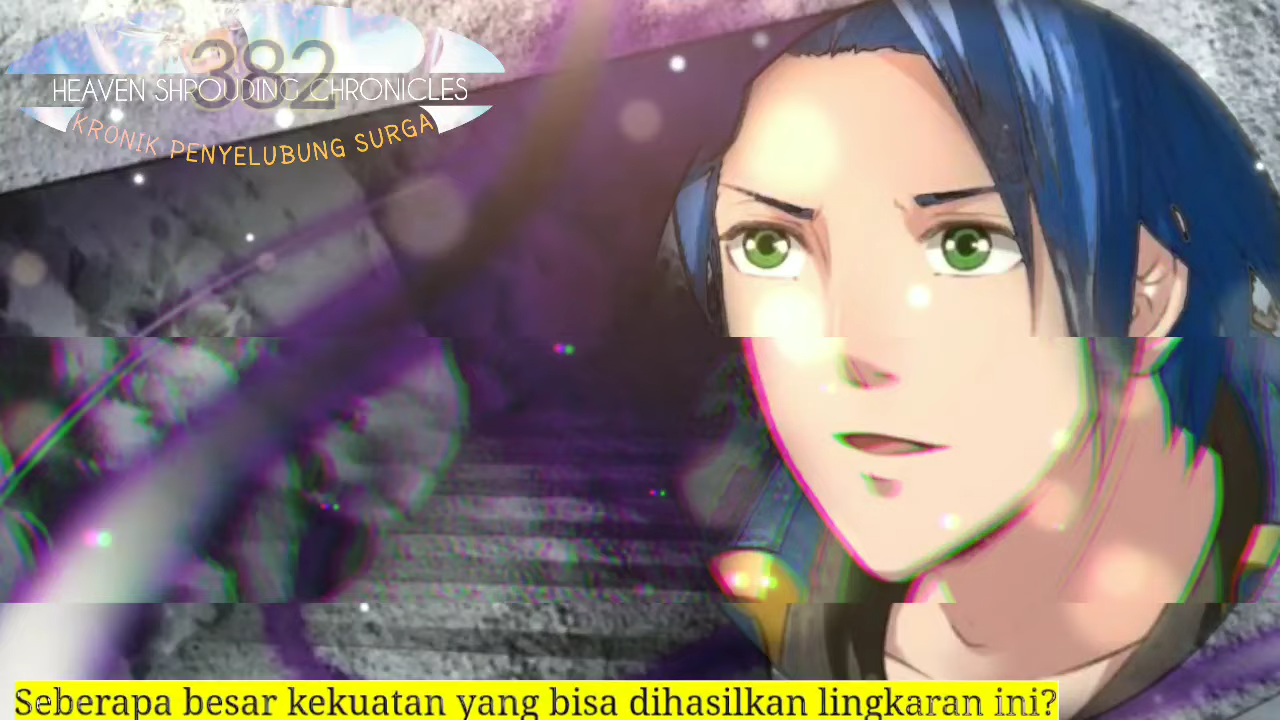 382
HEAVEN SHROUDING CHRONICLES
KRONIK PENYELUBUNG SURGA
Seberapa besar kekuatan yang bisa dihasilkan lingkaran ini?